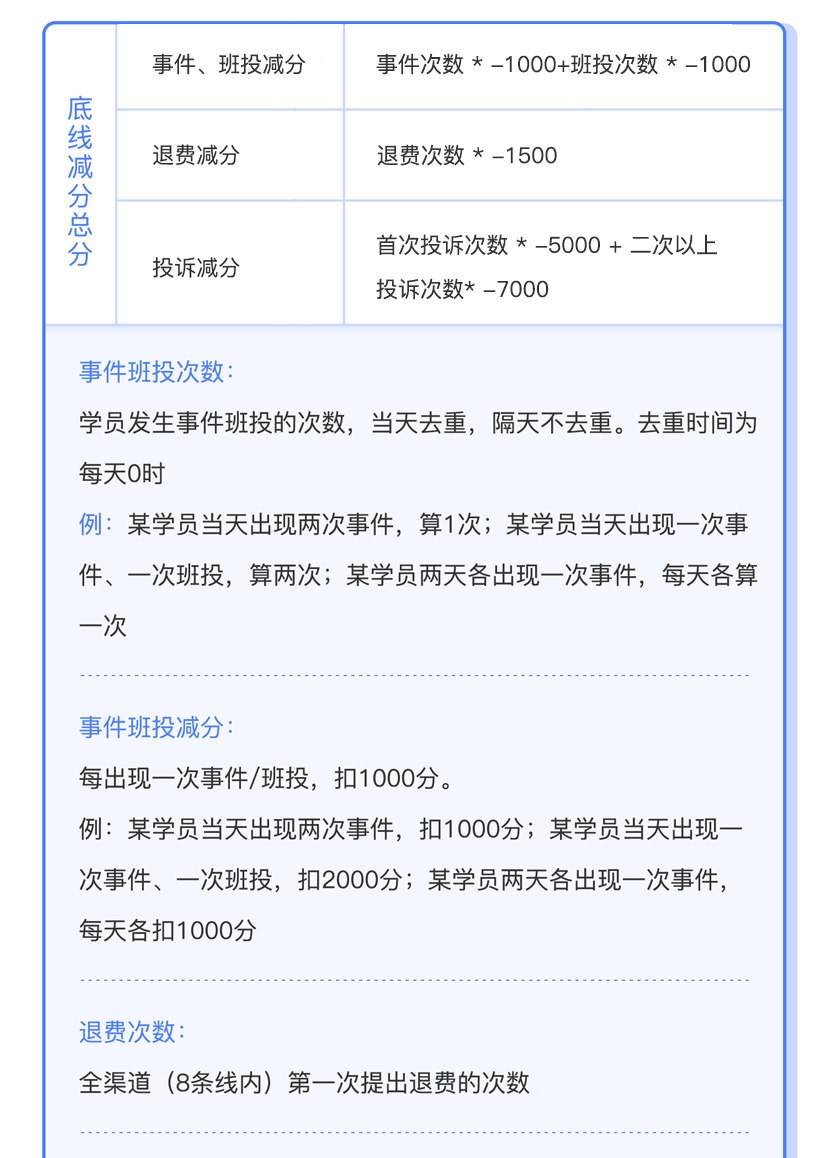 底线减分总分
事件、班投减分
事件次数 * -1000+班投次数 * -1000
退费减分
退费次数 * -1500
投诉减分
首次投诉次数 * -5000 + 二次以上
投诉次数* -7000
事件班投次数：
学员发生事件班投的次数，当天去重，隔天不去重。去重时间为
每天0时
例：某学员当天出现两次事件，算1次；某学员当天出现一次事
件、一次班投，算两次；某学员两天各出现一次事件，每天各算
一次
事件班投减分：
每出现一次事件/班投，扣1000分。
例：某学员当天出现两次事件，扣1000分；某学员当天出现一
次事件、一次班投，扣2000分；某学员两天各出现一次事件，
每天各扣1000分
退费次数：
全渠道（8条线内）第一次提出退费的次数